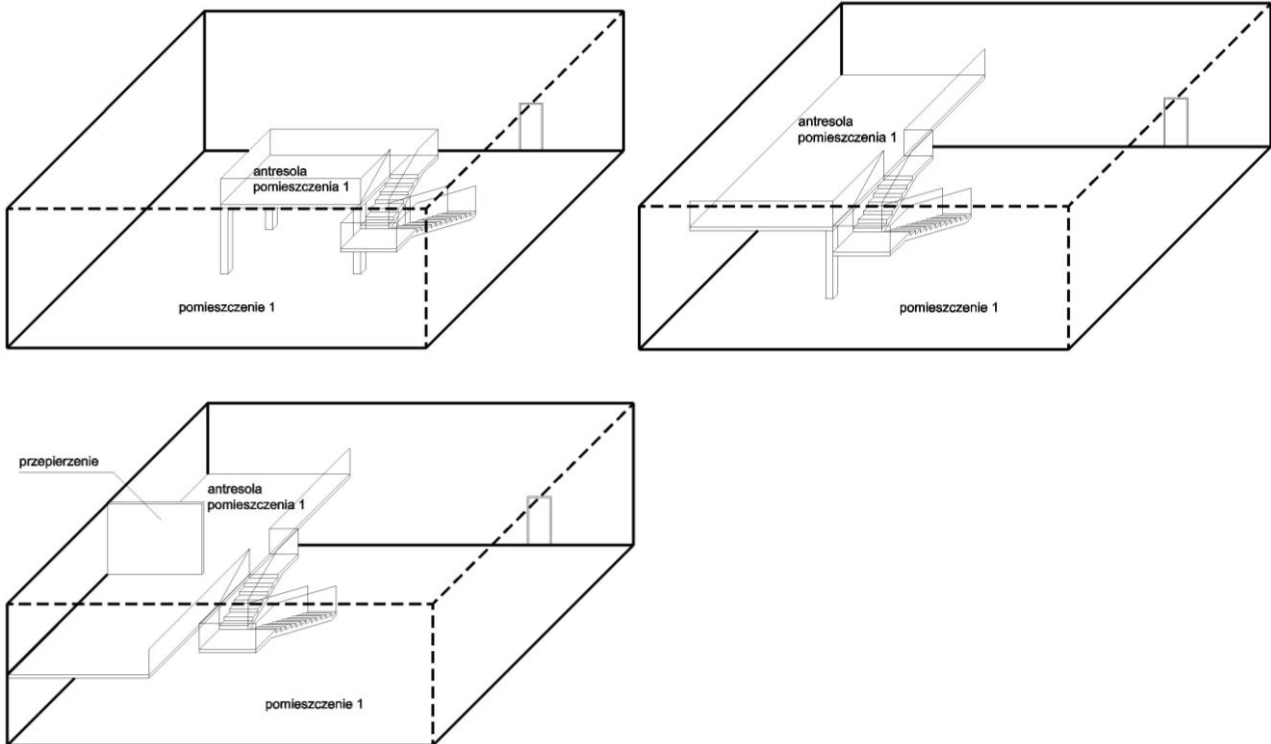 antresola
pomieszczenia 1
pomieszczenie 1
antresola
pomieszczenia 1
pomieszczenie 1
przepierzenie
antresola
pomieszczenia 1
pomieszczenie 1